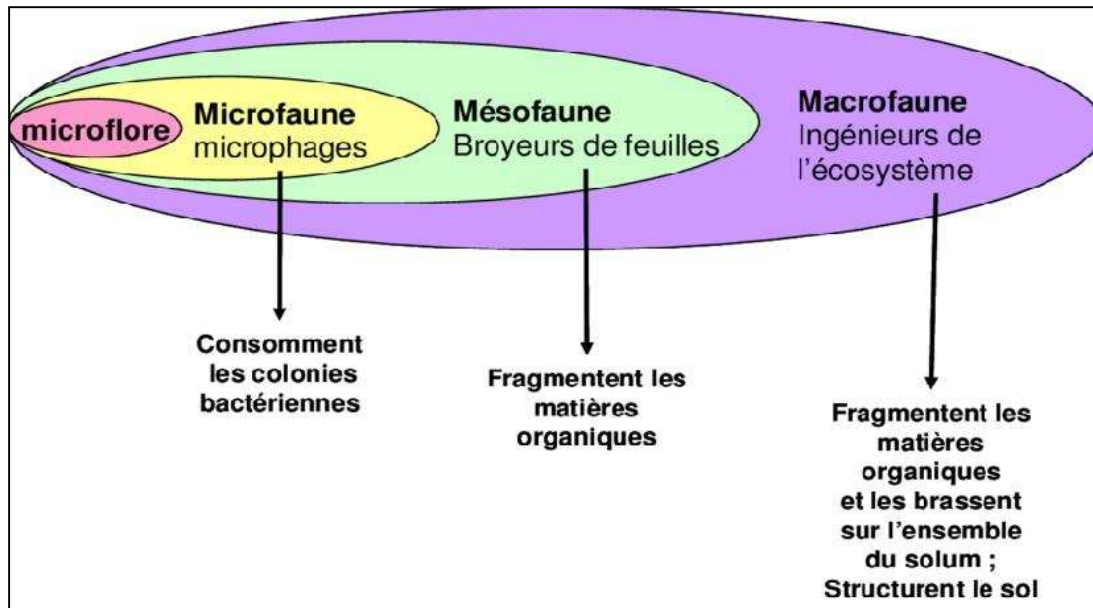 microflore
Microfaune
microphages
Mésofaune
Broyeurs de feuilles
Macrofaune
Ingénieurs de
l'écosystème
Consomment
les colonies
bactériennes
Fragmentent les
matières
organiques
Fragmentent les
matières
organiques
et les brassent
sur l'ensemble
du solum ;
Structurent le sol